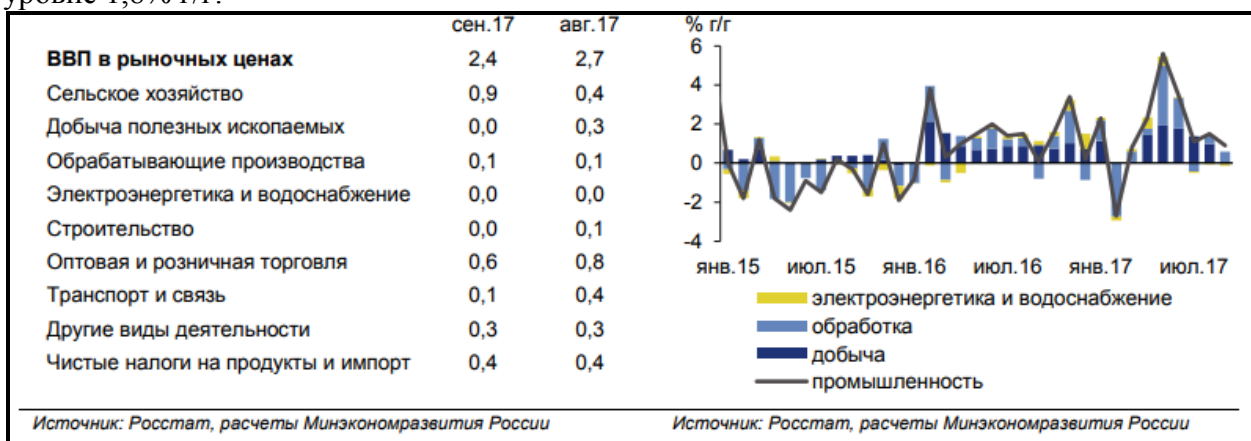 уровне 1,8% г/г.
сен.17 авг.17
ВВП в рыночных ценах 2,4 2,7
Сельское хозяйство 0,9 0,4
Добыча полезных ископаемых 0,0 0,3
Обрабатывающие производства 0,1 0,1
Электроэнергетика и водоснабжение 0,0 0,0
Строительство 0,0 0,1
Оптовая и розничная торговля 0,6 0,8
Транспорт и связь 0,1 0,4
Другие виды деятельности 0,3 0,3
Чистые налоги на продукты и импорт 0,4 0,4
Источник: Росстат, расчеты Минэкономразвития России
% г/г
6
4
2
0
-2
-4
янв.15 июл.15 янв.16 июл.16 янв.17 июл.17
электроэнергетика и водоснабжение
обработка
добыча
промышленность
Источник: Росстат, расчеты Минэкономразвития России